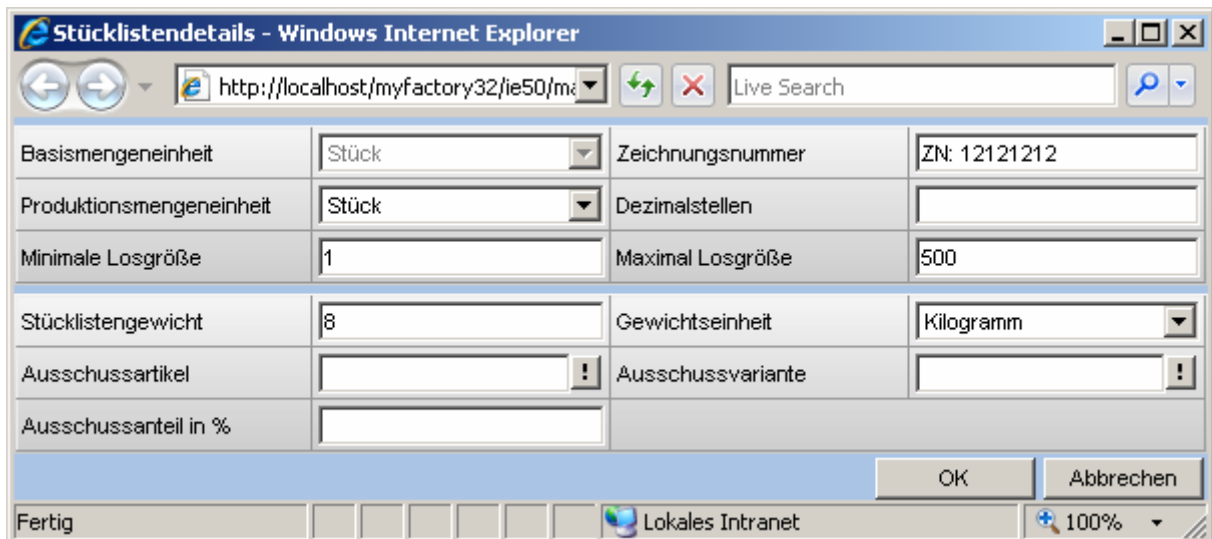 Stücklistendetails - Windows Internet Explorer
http://localhost/myfactory32/ie50/ma Live Search
Basismengeneinheit Stück Zeichnungsnummer ZN: 12121212
Produktionsmengeneinheit Stück Dezimalstellen
Minimale Losgröße 1 Maximal Losgröße 500
Stücklistengewicht 8 Gewichtseinheit Kilogramm
Ausschussartikel ! Ausschussvariante !
Ausschussanteil in %
OK Abbrechen
Fertig Lokales Intranet 100%